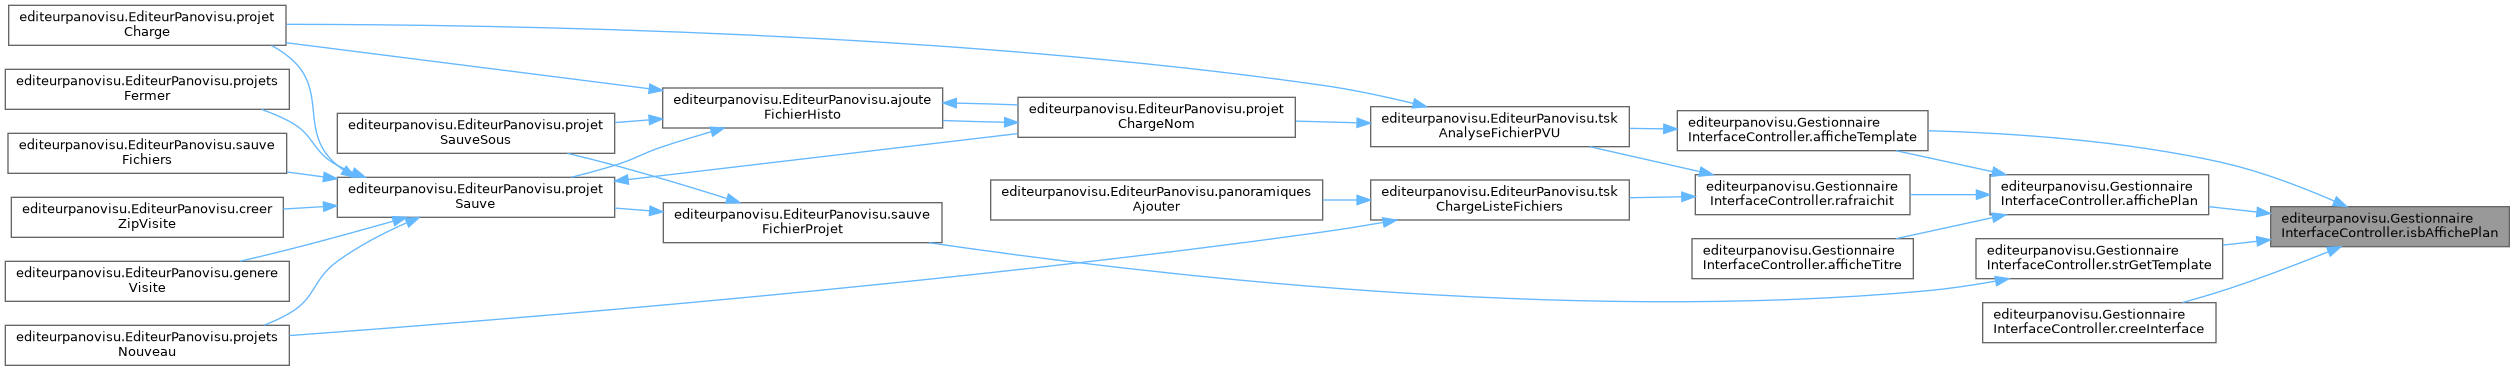 editeurpanovisu.EditeurPanovisu.projet
Charge
editeurpanovisu.EditeurPanovisu.projets
Fermer
editeurpanovisu.EditeurPanovisu.sauve
Fichiers
editeurpanovisu.EditeurPanovisu.creer
ZipVisite
editeurpanovisu.EditeurPanovisu.genere
Visite
editeurpanovisu.EditeurPanovisu.projets
Nouveau
editeurpanovisu.EditeurPanovisu.projet
SauveSous
editeurpanovisu.EditeurPanovisu.projet
Sauve
editeurpanovisu.EditeurPanovisu.ajoute
FichierHisto
editeurpanovisu.EditeurPanovisu.sauve
FichierProjet
editeurpanovisu.EditeurPanovisu.projet
ChargeNom
editeurpanovisu.EditeurPanovisu.panoramiques
Ajouter
editeurpanovisu.EditeurPanovisu.tsk
AnalyseFichierPVU
editeurpanovisu.EditeurPanovisu.tsk
ChargeListeFichiers
editeurpanovisu.Gestionnaire
InterfaceController.afficheTemplate
editeurpanovisu.Gestionnaire
InterfaceController.rafraichit
editeurpanovisu.Gestionnaire
InterfaceController.afficheTitre
editeurpanovisu.Gestionnaire
InterfaceController.affichePlan
editeurpanovisu.Gestionnaire
InterfaceController.strGetTemplate
editeurpanovisu.Gestionnaire
InterfaceController.creeInterface
editeurpanovisu.Gestionnaire
InterfaceController.isbAffichePlan